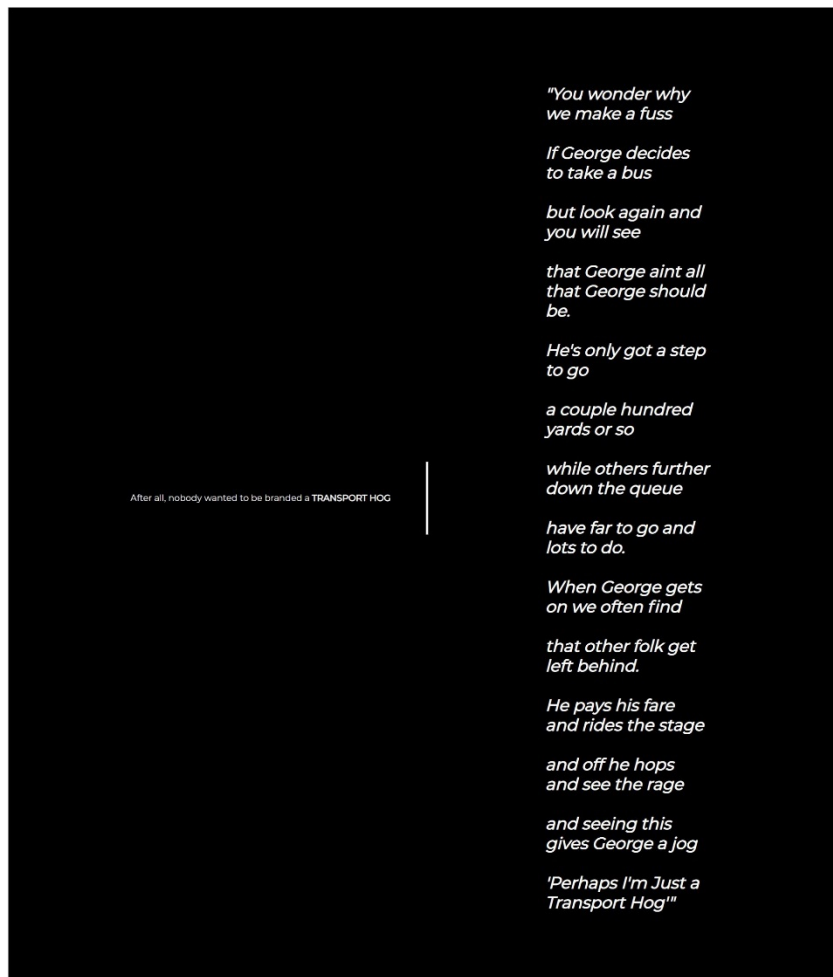 After all, nobody wanted to be branded a TRANSPORT HOG
"You wonder why
we make a fuss
If George decides
to take a bus
but look again and
you will see
that George aint all
that George should
be.
He's only got a step
to go
a couple hundred
yards or so
while others further
down the queue
have far to go and
lots to do.
When George gets
on we often find
that other folk get
left behind.
He pays his fare
and rides the stage
and off he hops
and see the rage
and seeing this
gives George a jog
'Perhaps I'm Just a
Transport Hog'"